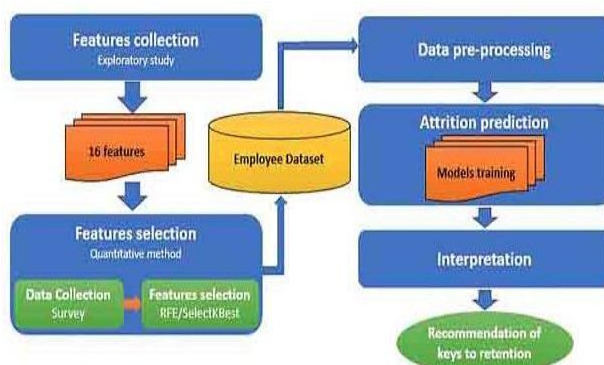 Features collection
Exploratory study
16 features
Features selection
Quantitative method
Data Collection
Survey
Features selection
RFE/SelectKBest
Employee Dataset
Data pre-processing
Attrition prediction
Models training
Interpretation
Recommendation of
keys to retention